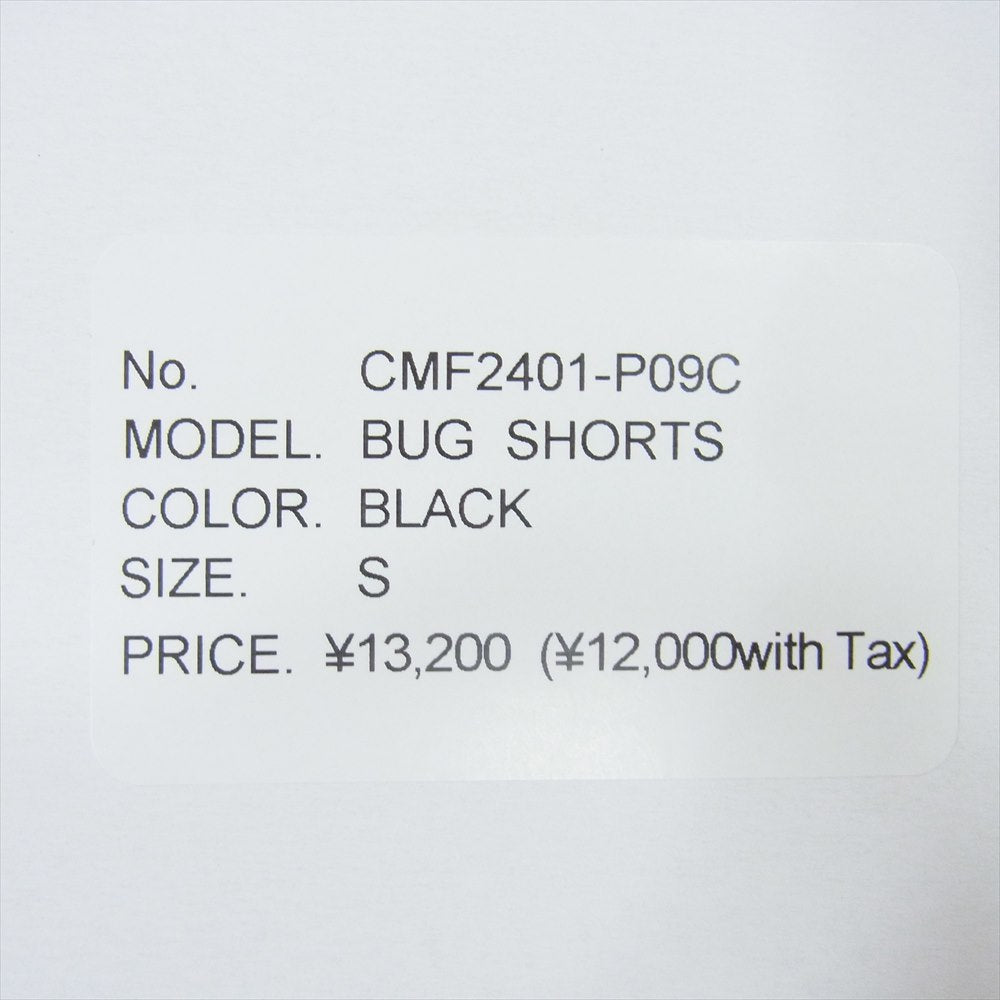 No. CMF2401-P09C
MODEL. BUG SHORTS
COLOR. BLACK
SIZE. S
PRICE. ¥13,200 (¥12,000with Tax)